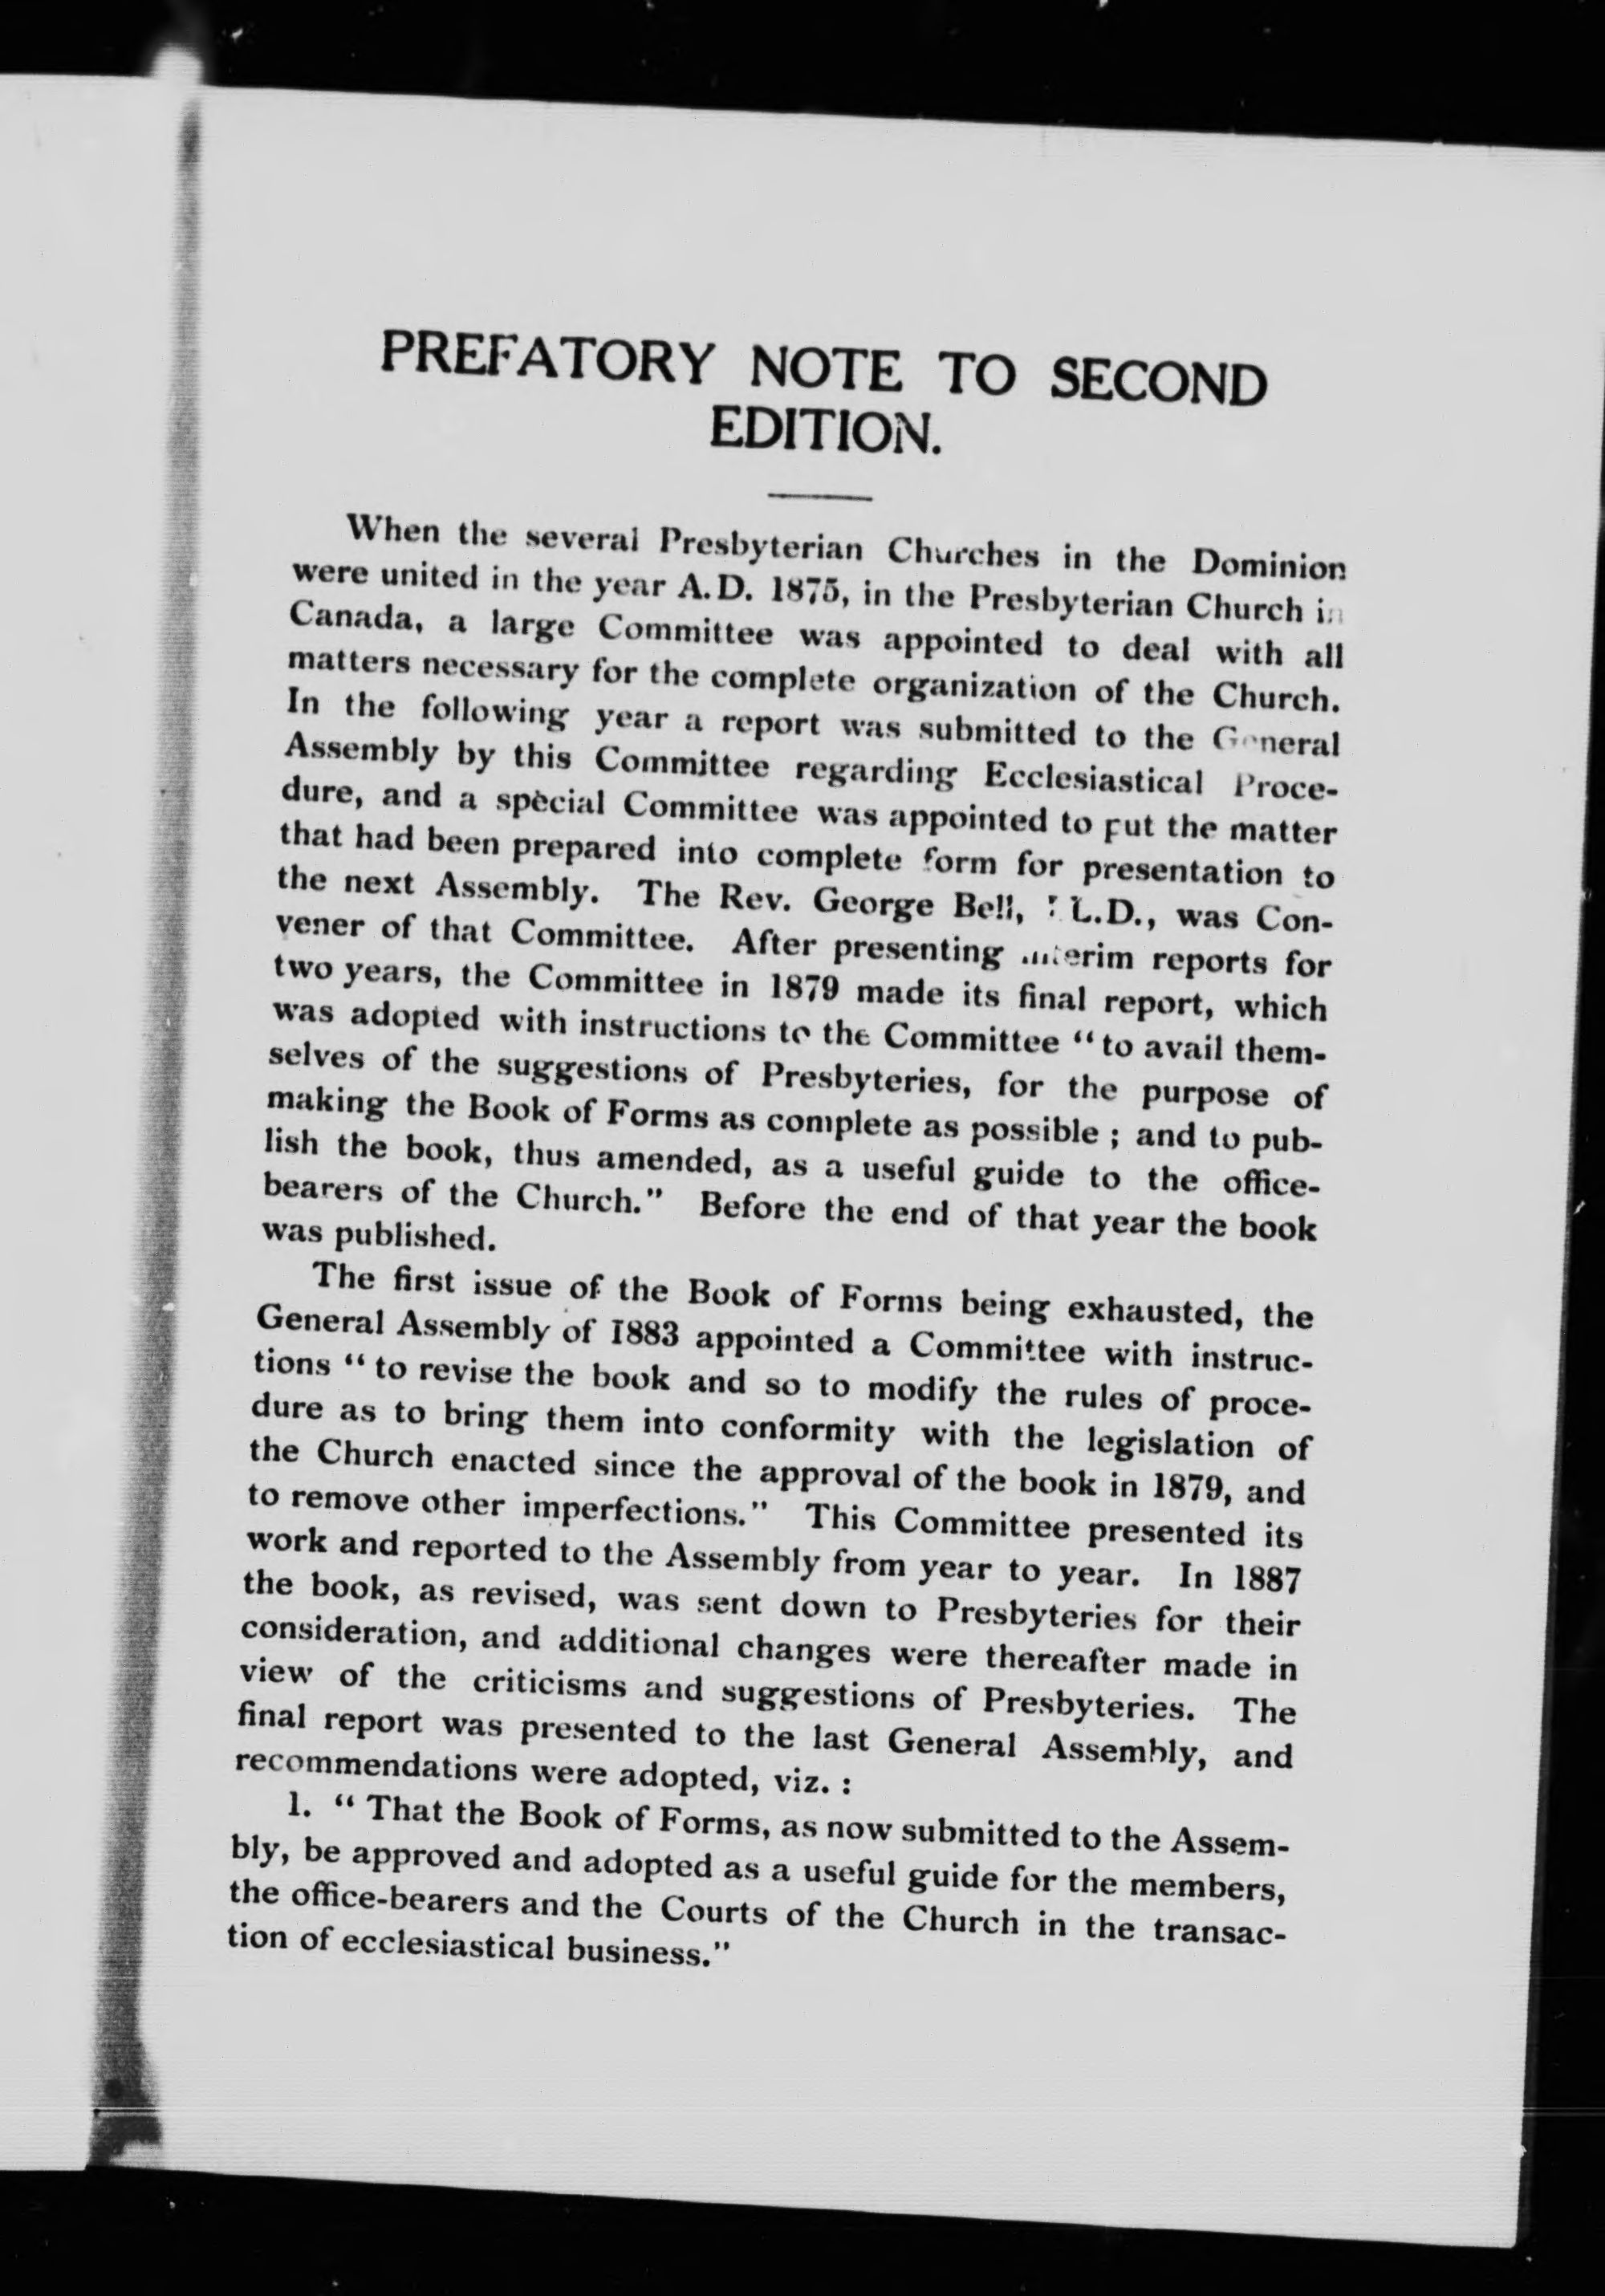 PREFATORY NOTE TO SECOND
EDITION.
When the several Presbyterian Churches in the Dominion
were united in the year A.D. 1875, in the Presbyterian Church in
Canada, a large Committee was appointed to deal with all
matters necessary for the complete organization of the Church.
In the following year a report was submitted to the General
Assembly by this Committee regarding Ecclesiastical Proce-
dure, and a special Committee was appointed to put the matter
that had been prepared into complete form for presentation to
the next Assembly. The Rev. George Bell, LL.D., was Con-
vener of that Committee. After presenting interim reports for
two years, the Committee in 1879 made its final report, which
was adopted with instructions to the Committee "to avail them-
selves of the suggestions of Presbyteries, for the purpose of
making the Book of Forms as complete as possible ; and to pub-
lish the book, thus amended, as a useful guide to the office-
bearers of the Church." Before the end of that year the book
was published.
The first issue of the Book of Forms being exhausted, the
General Assembly of 1883 appointed a Committee with instruc-
tions " to revise the book and so to modify the rules of proce-
dure as to bring them into conformity with the legislation of
the Church enacted since the approval of the book in 1879, and
to remove other imperfections." This Committee presented its
work and reported to the Assembly from year to year. In 1887
the book, as revised, was sent down to Presbyteries for their
consideration, and additional changes were thereafter made in
view of the criticisms and suggestions of Presbyteries. The
final report was presented to the last General Assembly, and
recommendations were adopted, viz. :
1. " That the Book of Forms, as now submitted to the Assem-
bly, be approved and adopted as a useful guide for the members,
the office-bearers and the Courts of the Church in the transac-
tion of ecclesiastical business."